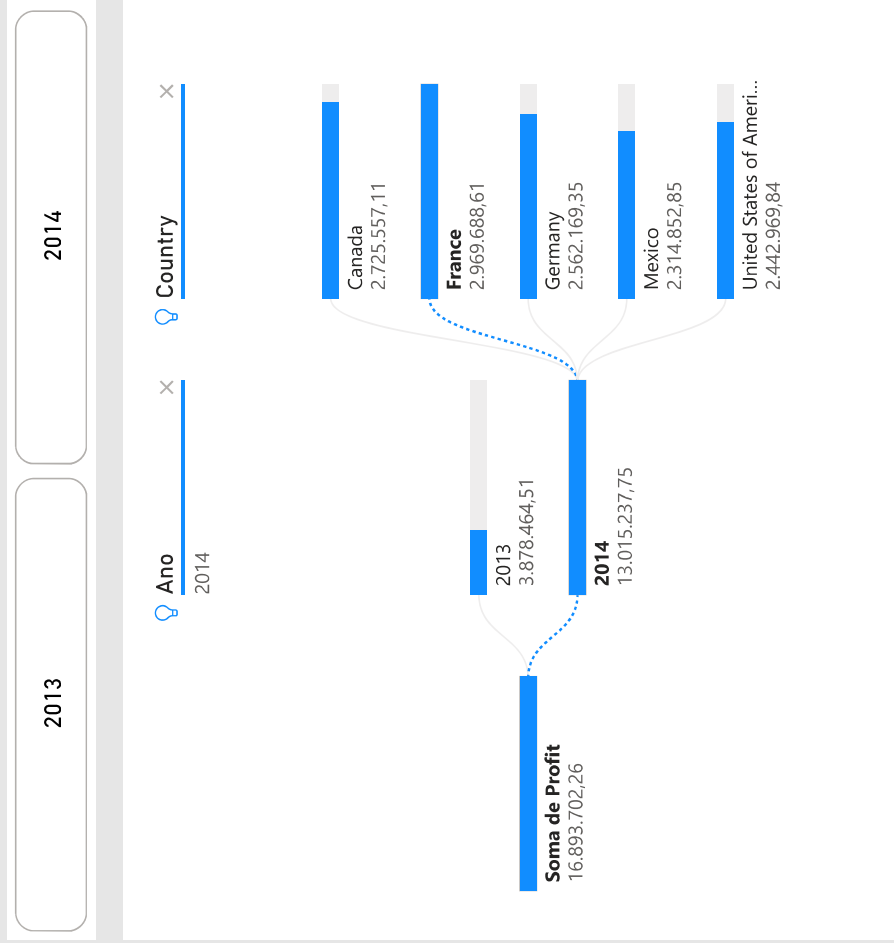 2013
2014
Ano
2014
Country
Soma de Profit
16.893.702,26
2013
3.878.464,51
2014
13.015.237,75
Canada
2.725.557,11
France
2.969.688,61
Germany
2.562.169,35
Mexico
2.314.852,85
United States of Ameri...
2.442.969,84